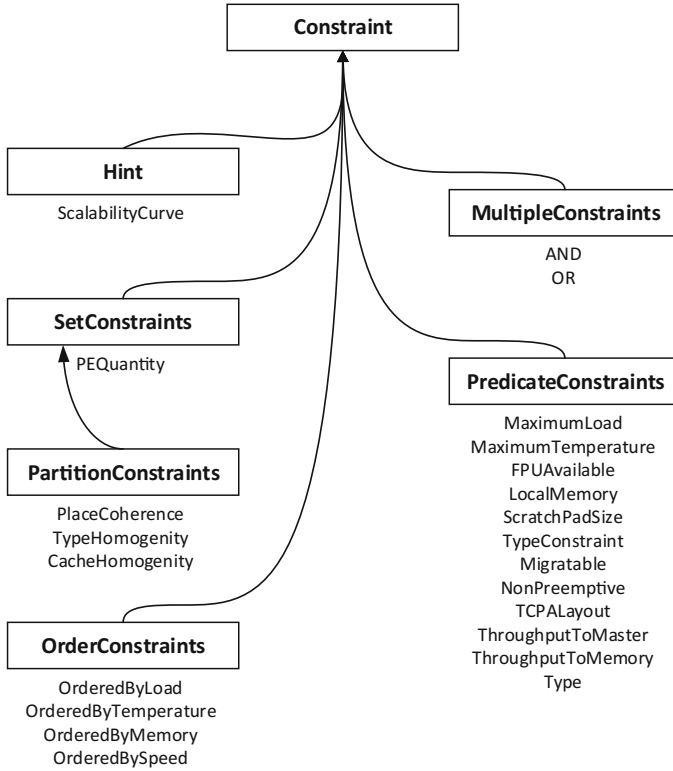 Constraint
Hint
ScalabilityCurve
SetConstraints
PEQuantity
PartitionConstraints
PlaceCoherence
TypeHomogenity
CacheHomogenity
OrderConstraints
OrderedByLoad
OrderedByTemperature
OrderedByMemory
OrderedBySpeed
MultipleConstraints
AND
OR
PredicateConstraints
MaximumLoad
MaximumTemperature
FPUAvailable
LocalMemory
ScratchPadSize
TypeConstraint
Migratable
NonPreemptive
TCPALayout
ThroughputToMaster
ThroughputToMemory
Type